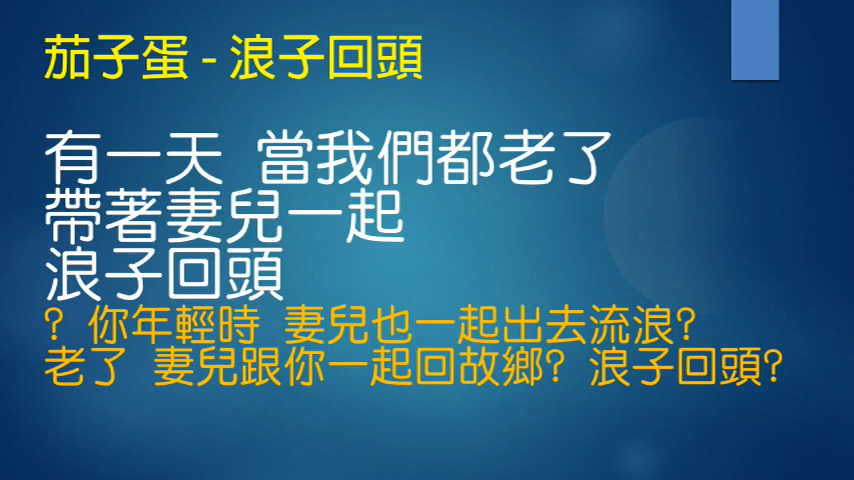 茄子蛋 - 浪子回頭
有一天 當我們都老了
帶著妻兒一起
浪子回頭
? 你年輕時 妻兒也一起出去流浪?
老了 妻兒跟你一起回故鄉? 浪子回頭?